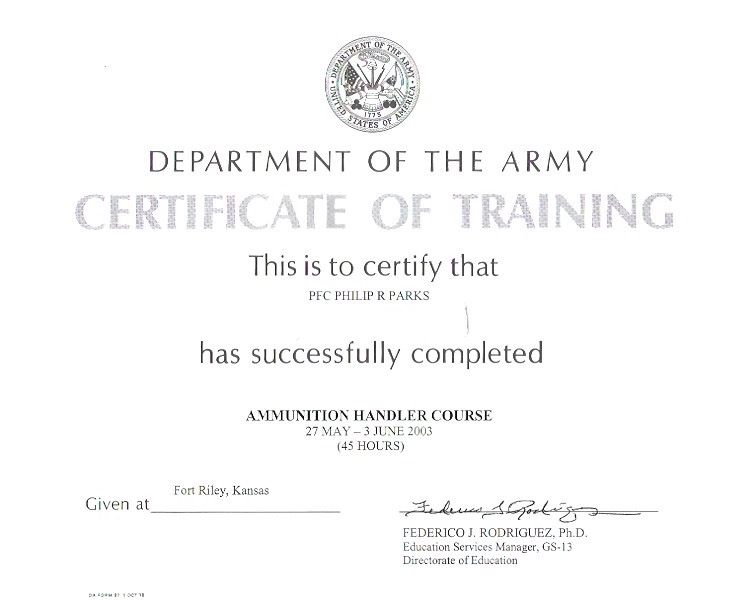 DEPARTMENT OF THE ARMY
UNITED STATES OF AMERICA
1775
DEPARTMENT OF THE ARMY
CERTIFICATE OF TRAINING
This is to certify that
PFC PHILIP R PARKS
has successfully completed
AMMUNITION HANDLER COURSE
27 MAY – 3 JUNE 2003
(45 HOURS)
Given at Fort Riley, Kansas
Federico J Rodriguez
FEDERICO J. RODRIGUEZ, Ph.D.
Education Services Manager, GS-13
Directorate of Education
DA FORM 87 1 OCT 78